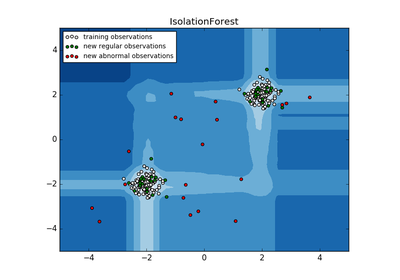 IsolationForest
training observations
new regular observations
new abnormal observations
4
2
0
−2
−4
−4
−2
0
2
4